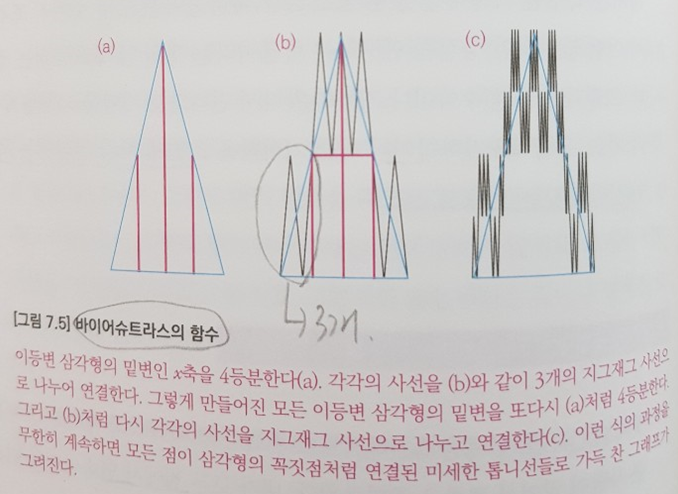 (a) (b) (c)
↳3개.
[그림 7.5] 바이어슈트라스의 함수
이등변 삼각형의 밑변인 x축을 4등분한다(a). 각각의 사선을 (b)와 같이 3개의 지그재그 사선으
로 나누어 연결한다. 그렇게 만들어진 모든 이등변 삼각형의 밑변을 또다시 (a)처럼 4등분한다.
그리고 (b)처럼 다시 각각의 사선을 지그재그 사선으로 나누고 연결한다(c). 이런 식의 과정을
무한히 계속하면 모든 점이 삼각형의 꼭짓점처럼 연결된 미세한 톱니선들로 가득 찬 그래프가
그려진다.